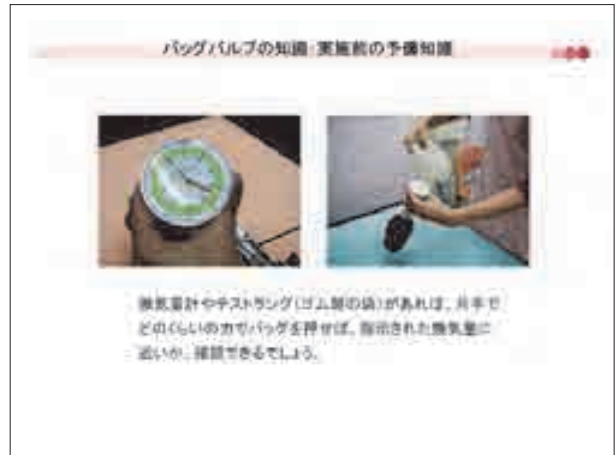 バッグバルブの知識:実施前の予備知識
換気量計やテストラング(ゴム製の袋)があれば、片手で
どのくらいの力でバッグを押せば、指示された換気量に
近いか、確認できるでしょう。